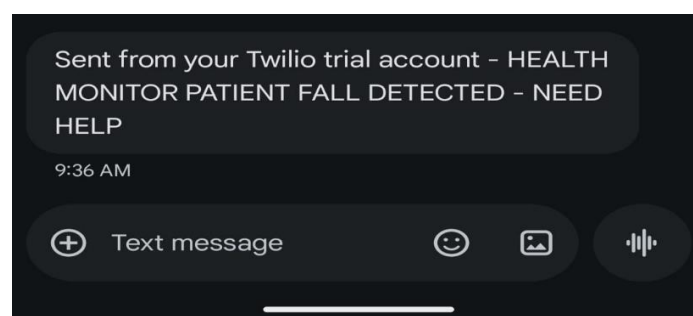 Sent from your Twilio trial account - HEALTH
MONITOR PATIENT FALL DETECTED - NEED
HELP
9:36 AM
Text message